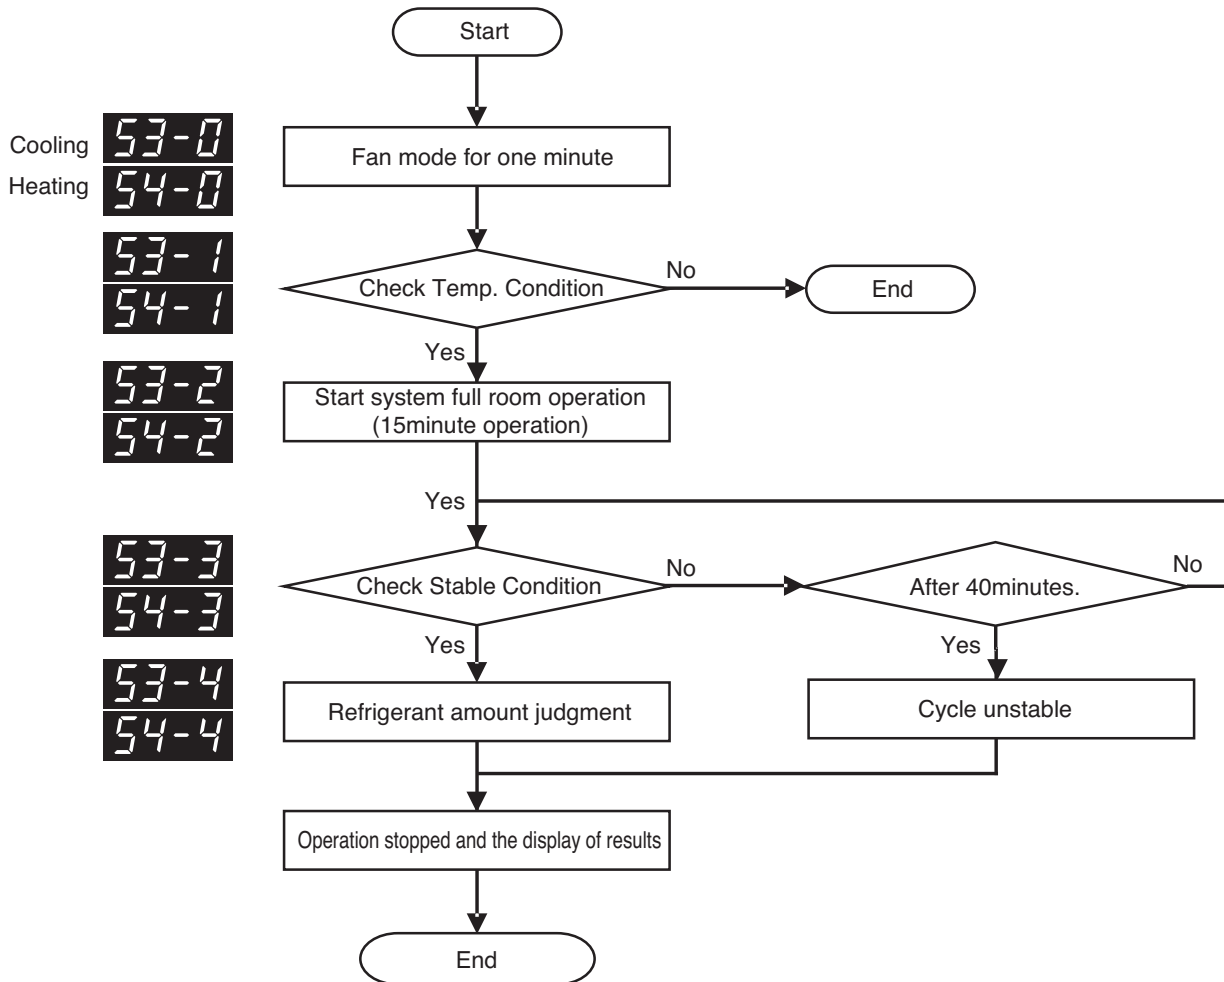 Start
Cooling
53-0
Heating
54-0
Fan mode for one minute
53-1
54-1
Check Temp. Condition
No
End
Yes
53-2
54-2
Start system full room operation
(15minute operation)
Yes
53-3
54-3
Check Stable Condition
No
After 40minutes.
No
Yes
Yes
53-4
54-4
Refrigerant amount judgment
Cycle unstable
Operation stopped and the display of results
End